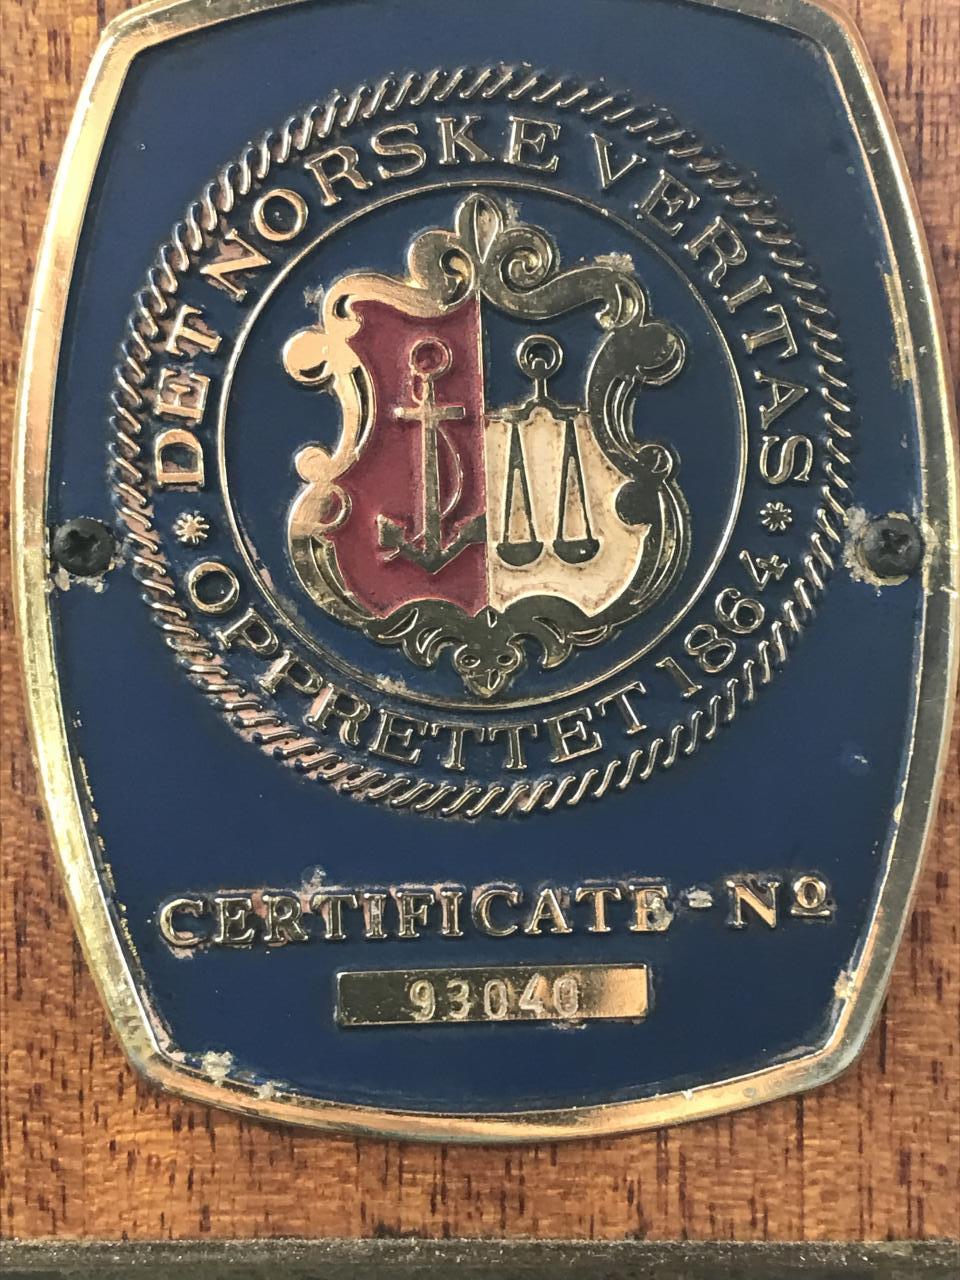 DET NORSKE VERITAS
* OPPRETTET 1864 *
CERTIFICATE-Nº
93040